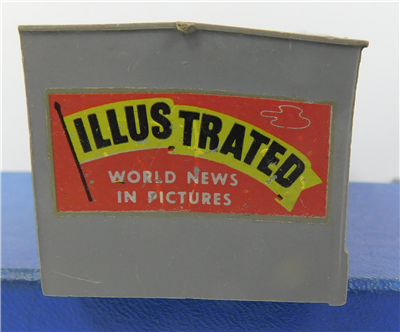 ILLUSTRATED
WORLD NEWS
IN PICTURES